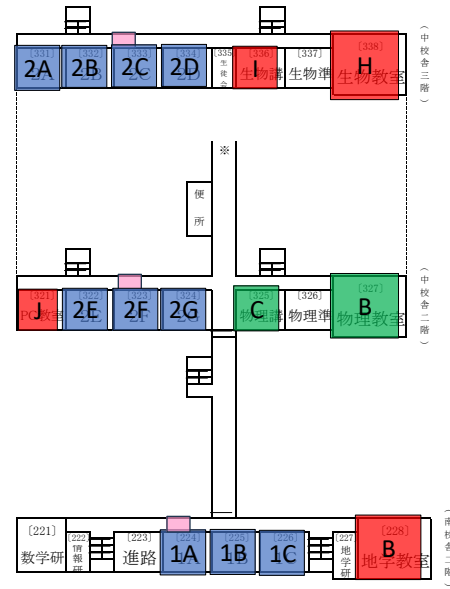 [331] [332] [333] [334] [335] [336] [337] [338]
2A 2B 2C 2D 生徒会 I 生物講 生物準 H 生物教室
(中校舎三階)
※
便所
[321] [322] [323] [324] [325] [326] [327]
J PC教室 2E 2F 2G C 物理講 物理準 B 物理教室
(中校舎二階)
[221] [222] [223] [224] [225] [226] [227 [228]
数学研 情報研 進路 1A 1B 1C 地学研 B 地学教室
(南校舎二階)